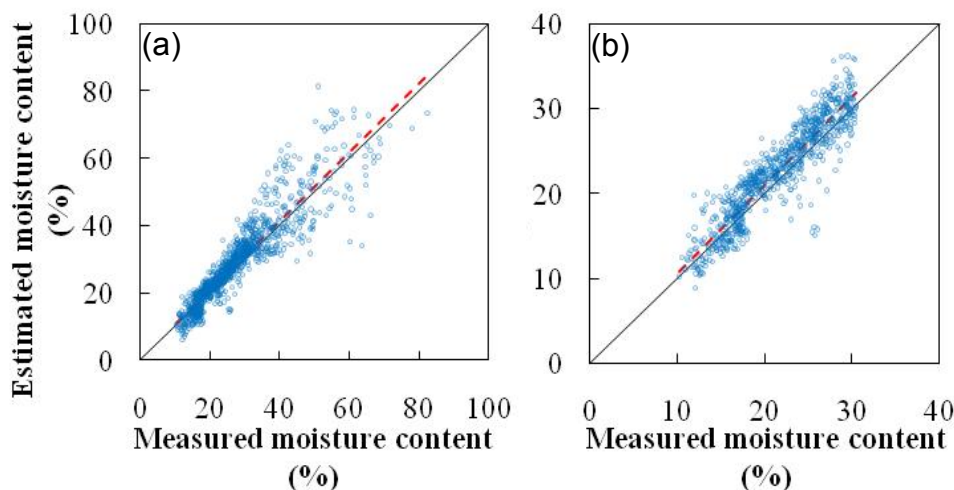 (a)
100
80
60
40
20
0
0 20 40 60 80 100
Estimated moisture content
(%)
Measured moisture content
(%)
(b)
40
30
20
10
0
0 10 20 30 40
Measured moisture content
(%)